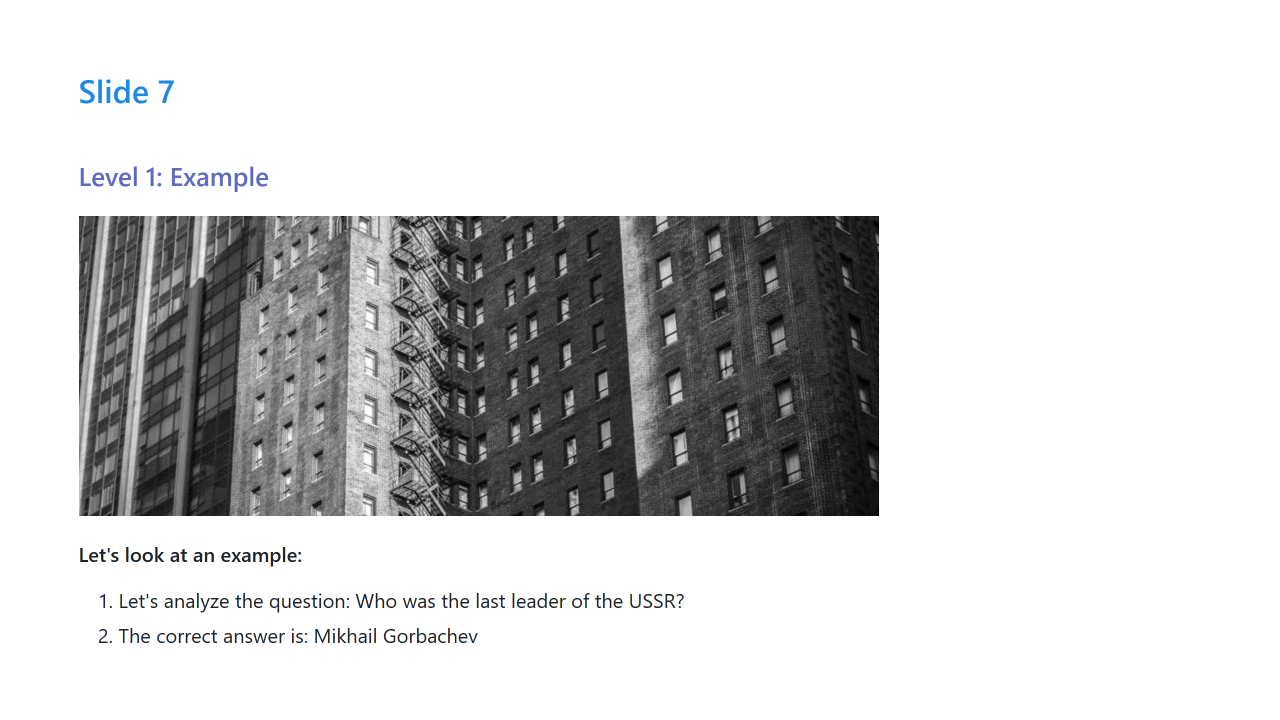 Slide 7
Level 1: Example
Let's look at an example:
1. Let's analyze the question: Who was the last leader of the USSR?
2. The correct answer is: Mikhail Gorbachev